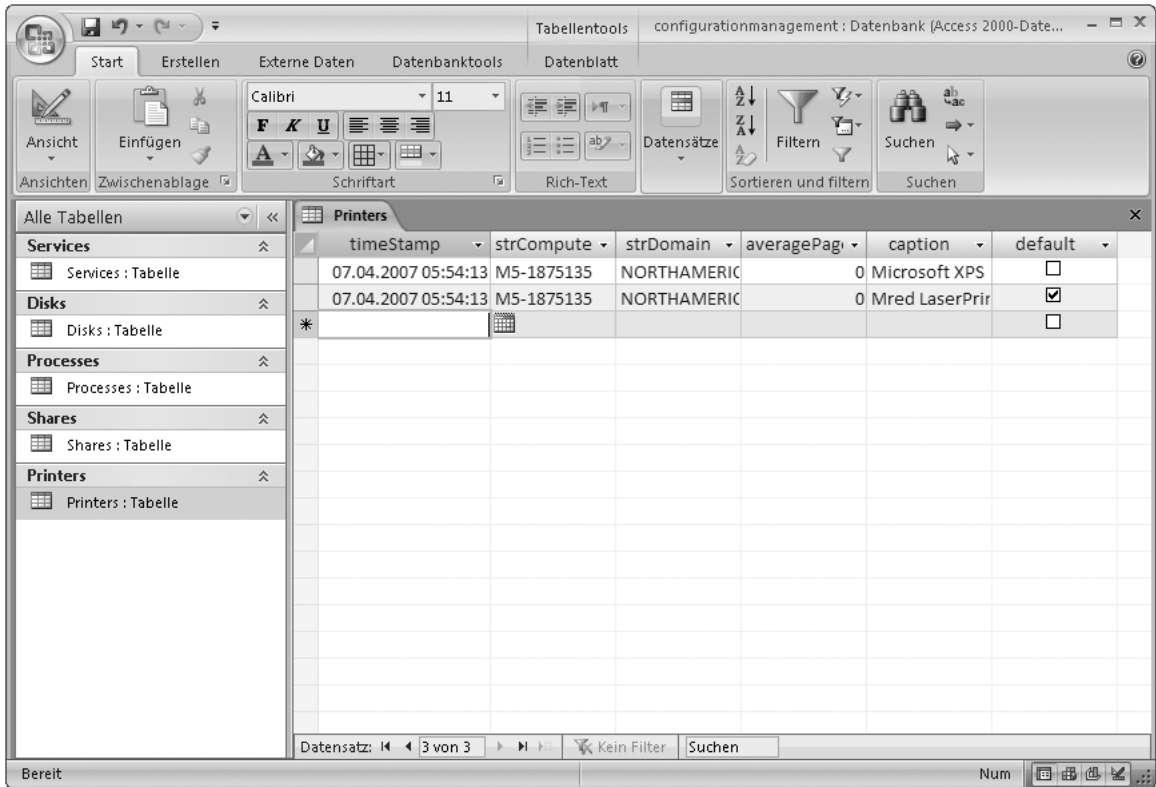 Tabellentools configurationmanagement : Datenbank (Access 2000-Date...
Start Erstellen Externe Daten Datenbanktools Datenblatt
Calibri 11
F K U
Ansicht Einfügen Datensätze Filtern Suchen
Ansichten Zwischenablage Schriftart Rich-Text Sortieren und filtern Suchen
Alle Tabellen
Services
Services : Tabelle
Disks
Disks : Tabelle
Processes
Processes : Tabelle
Shares
Shares : Tabelle
Printers
Printers : Tabelle
Printers
timeStamp strCompute strDomain averagePag caption default
07.04.2007 05:54:13 M5-1875135 NORTHAMERIC 0 Microsoft XPS
07.04.2007 05:54:13 M5-1875135 NORTHAMERIC 0 Mred LaserPrir
Datensatz: 3 von 3 Kein Filter Suchen
Bereit Num